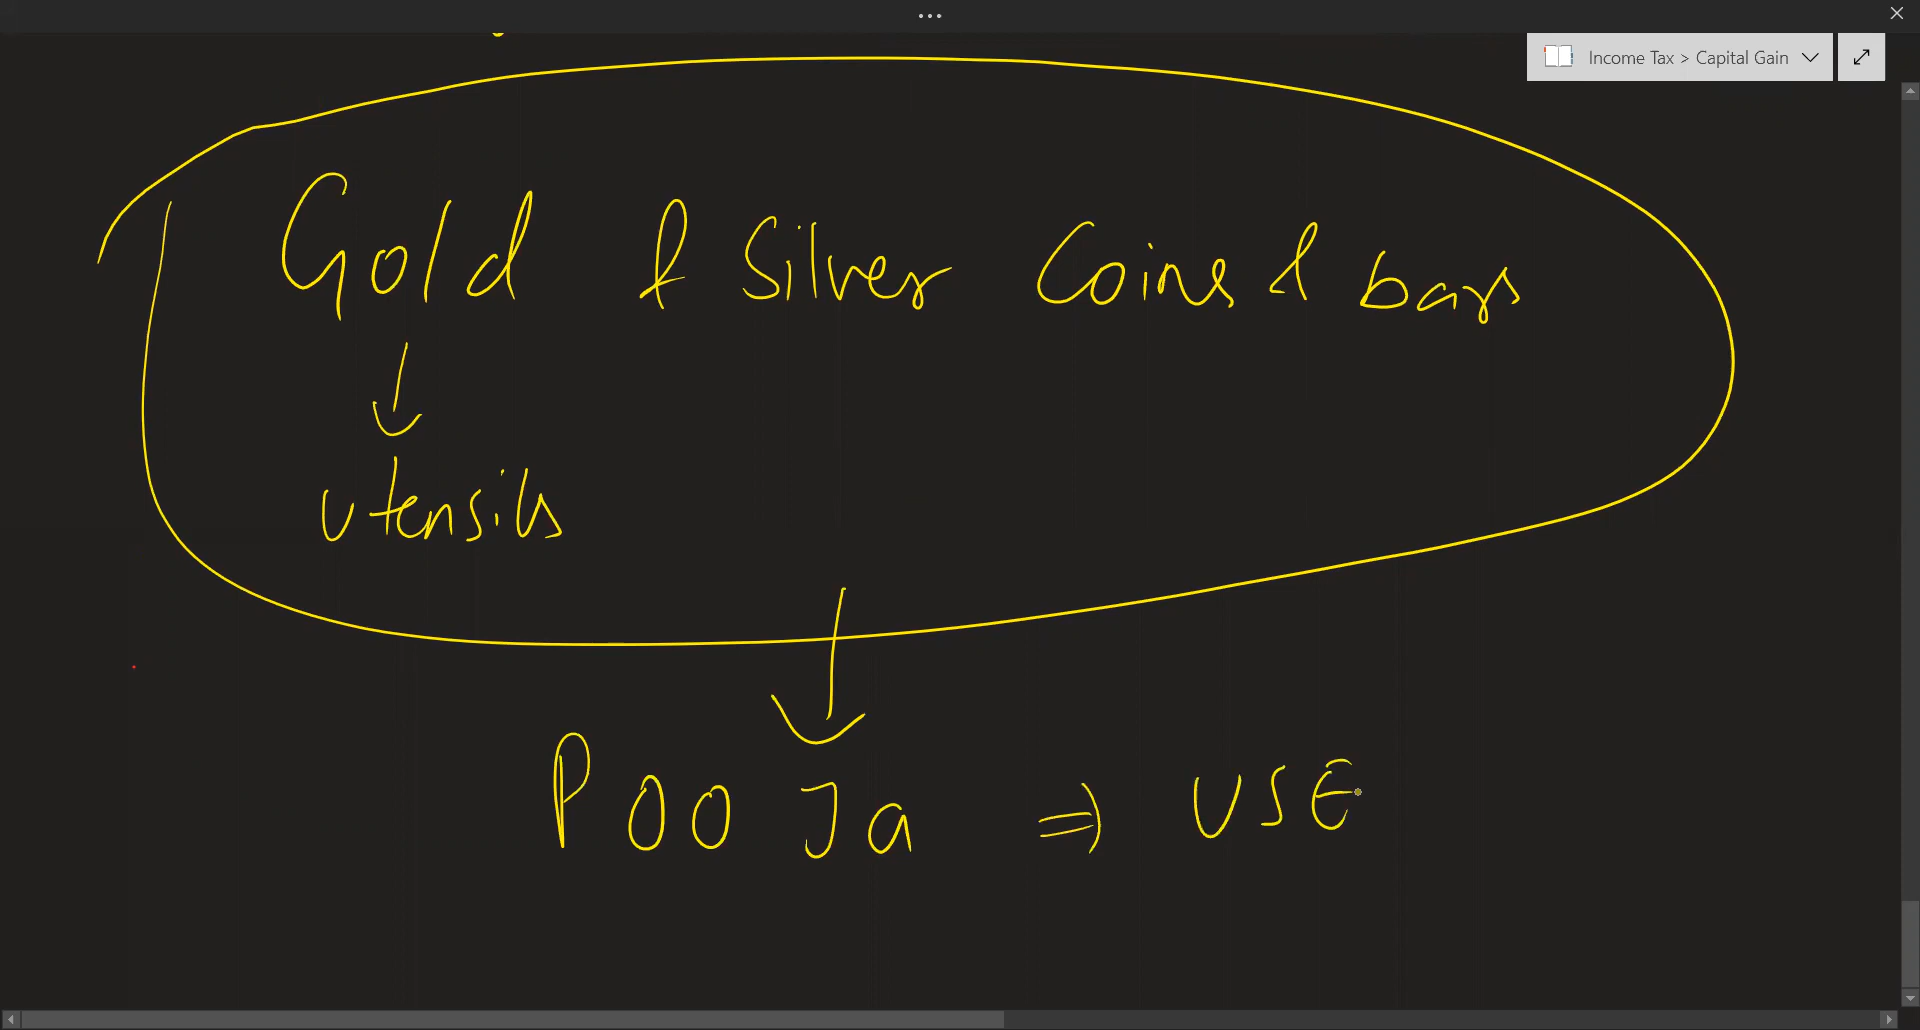 Income Tax > Capital Gain
Gold & Silver Coins & bars
utensils
POOJa ⇒ USE